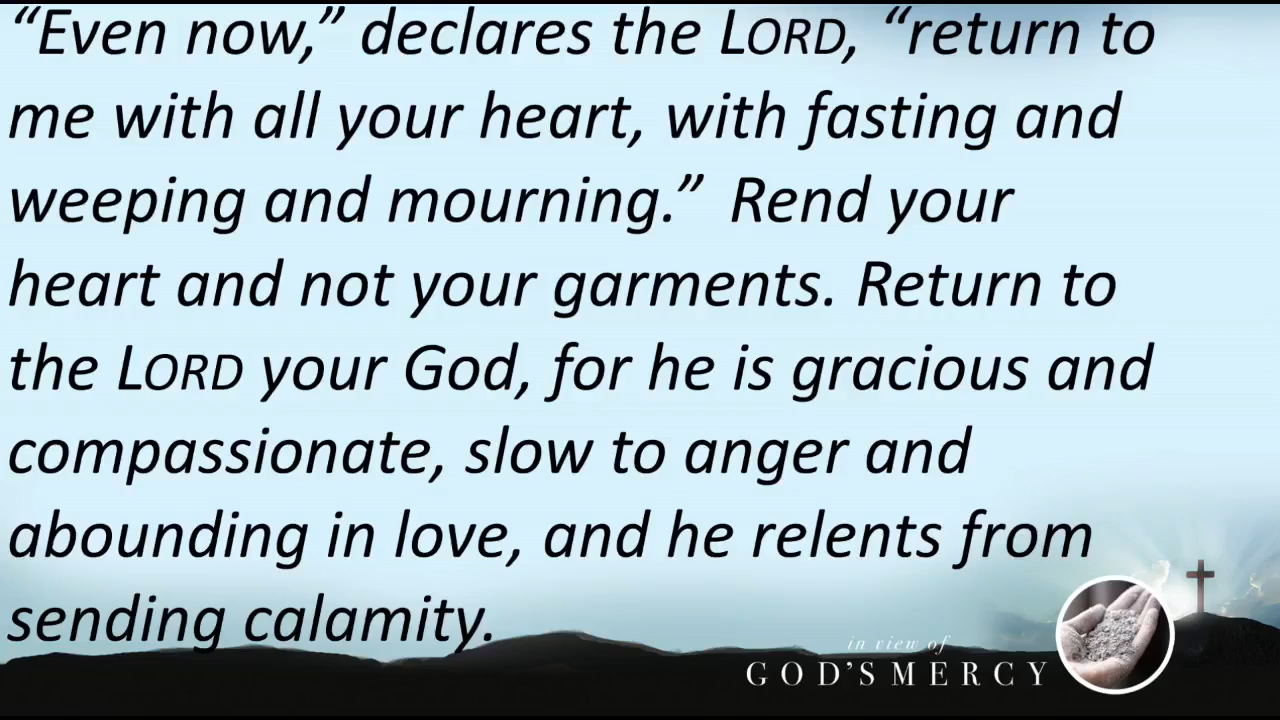 “Even now,” declares the LORD, “return to
me with all your heart, with fasting and
weeping and mourning.” Rend your
heart and not your garments. Return to
the LORD your God, for he is gracious and
compassionate, slow to anger and
abounding in love, and he relents from
sending calamity.
in view of
GOD’S MERCY